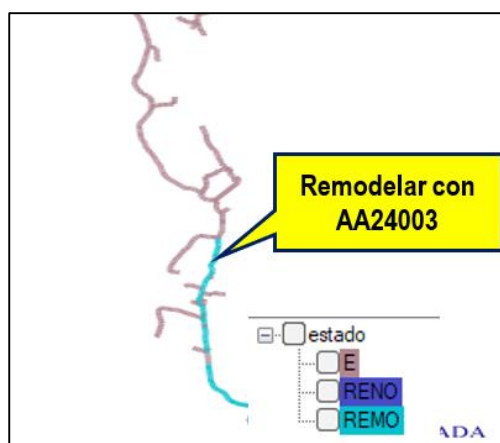 Remodelar con
AA24003
estado
E
RENO
REMO
ADA